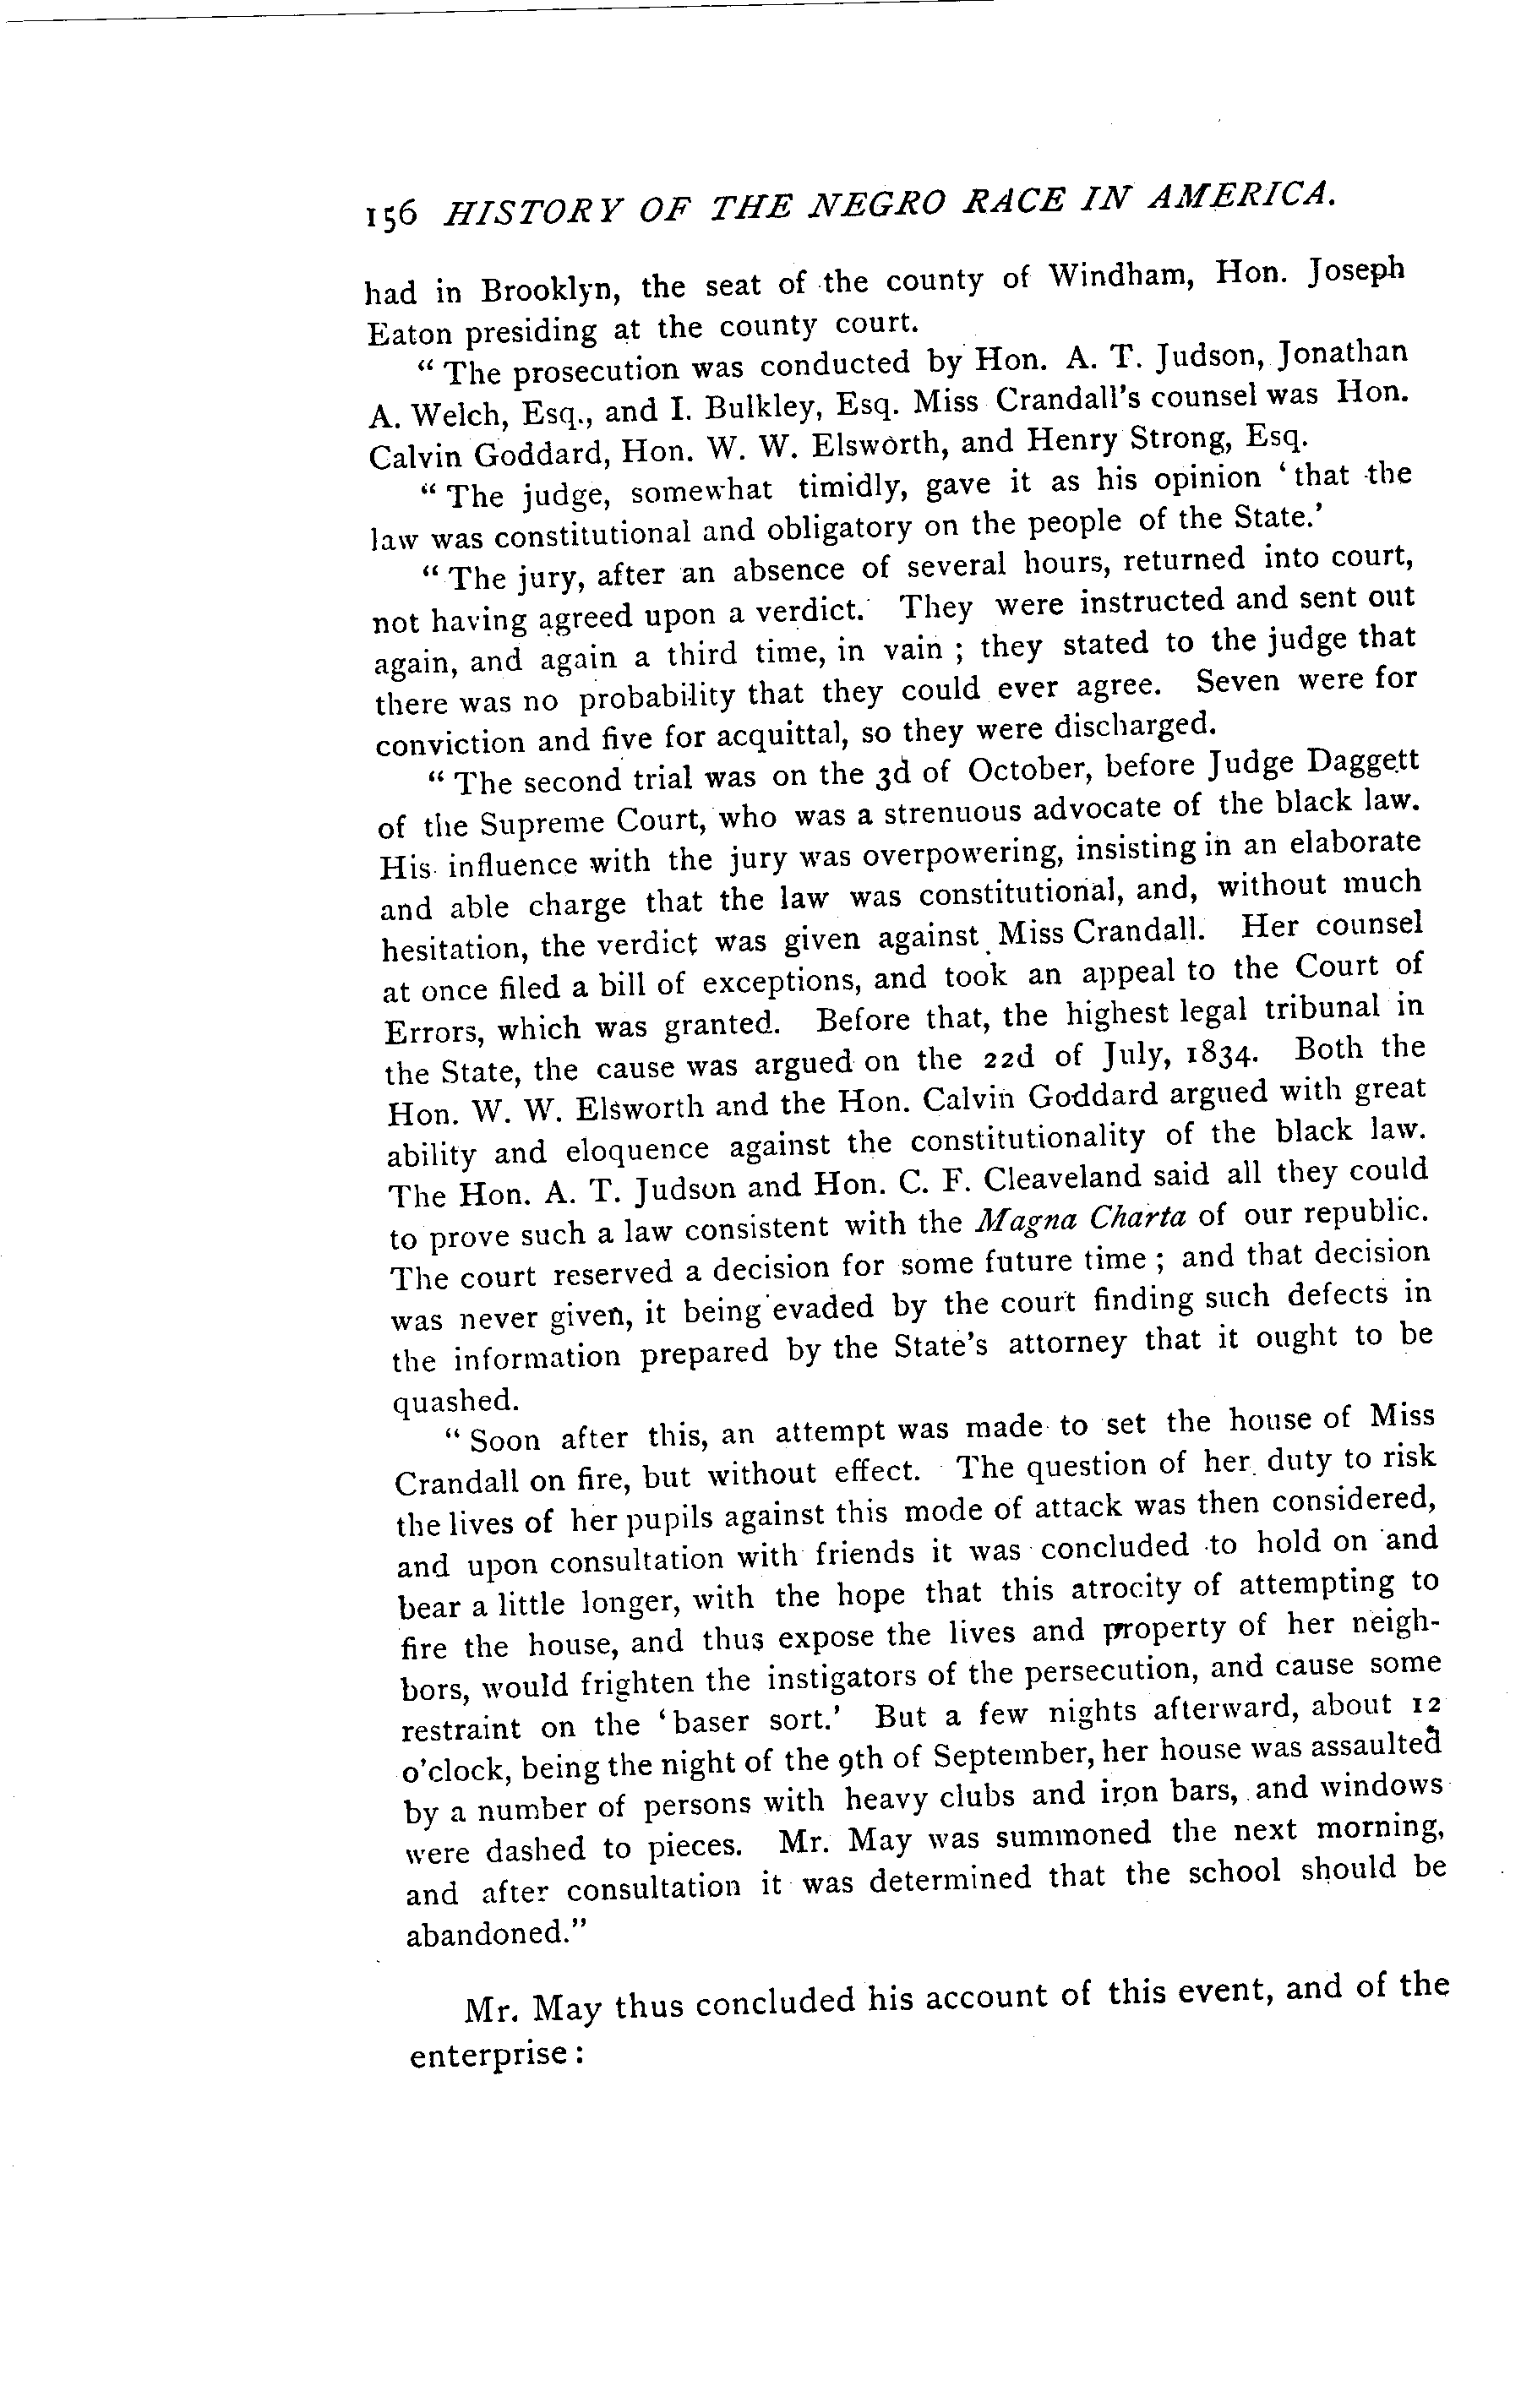 156 HISTORY OF THE NEGRO RACE IN AMERICA.
had in Brooklyn, the seat of the county of Windham, Hon. Joseph
Eaton presiding at the county court.
“ The prosecution was conducted by Hon. A. T. Judson, Jonathan
A. Welch, Esq., and I. Bulkley, Esq. Miss Crandall's counsel was Hon.
Calvin Goddard, Hon. W. W. Elsworth, and Henry Strong, Esq.
“ The judge, somewhat timidly, gave it as his opinion ‘ that the
law was constitutional and obligatory on the people of the State.’
“ The jury, after an absence of several hours, returned into court,
not having agreed upon a verdict. They were instructed and sent out
again, and again a third time, in vain ; they stated to the judge that
there was no probability that they could ever agree. Seven were for
conviction and five for acquittal, so they were discharged.
“ The second trial was on the 3d of October, before Judge Daggett
of the Supreme Court, who was a strenuous advocate of the black law.
His influence with the jury was overpowering, insisting in an elaborate
and able charge that the law was constitutional, and, without much
hesitation, the verdict was given against Miss Crandall. Her counsel
at once filed a bill of exceptions, and took an appeal to the Court of
Errors, which was granted. Before that, the highest legal tribunal in
the State, the cause was argued on the 22d of July, 1834. Both the
Hon. W. W. Elsworth and the Hon. Calvin Goddard argued with great
ability and eloquence against the constitutionality of the black law.
The Hon. A. T. Judson and Hon. C. F. Cleaveland said all they could
to prove such a law consistent with the Magna Charta of our republic.
The court reserved a decision for some future time ; and that decision
was never given, it being evaded by the court finding such defects in
the information prepared by the State's attorney that it ought to be
quashed.
“ Soon after this, an attempt was made to set the house of Miss
Crandall on fire, but without effect. The question of her duty to risk
the lives of her pupils against this mode of attack was then considered,
and upon consultation with friends it was concluded to hold on and
bear a little longer, with the hope that this atrocity of attempting to
fire the house, and thus expose the lives and property of her neigh-
bors, would frighten the instigators of the persecution, and cause some
restraint on the ‘ baser sort.’ But a few nights afterward, about 12
o'clock, being the night of the 9th of September, her house was assaulted
by a number of persons with heavy clubs and iron bars, and windows
were dashed to pieces. Mr. May was summoned the next morning,
and after consultation it was determined that the school should be
abandoned.”
Mr. May thus concluded his account of this event, and of the
enterprise :